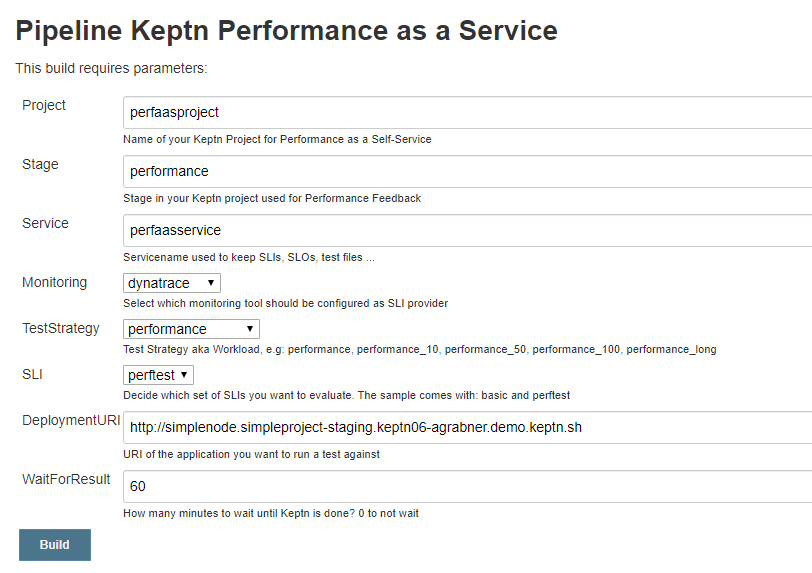 Pipeline Keptn Performance as a Service
This build requires parameters:
Project
perfaasproject
Name of your Keptn Project for Performance as a Self-Service
Stage
performance
Stage in your Keptn project used for Performance Feedback
Service
perfaasservice
Servicename used to keep SLIs, SLOs, test files ...
Monitoring
dynatrace
Select which monitoring tool should be configured as SLI provider
TestStrategy
performance
Test Strategy aka Workload, e.g: performance, performance_10, performance_50, performance_100, performance_long
SLI
perftest
Decide which set of SLIs you want to evaluate. The sample comes with: basic and perftest
DeploymentURI
http://simplenode.simpleproject-staging.keptn06-agrabner.demo.keptn.sh
URI of the application you want to run a test against
WaitForResult
60
How many minutes to wait until Keptn is done? 0 to not wait
Build